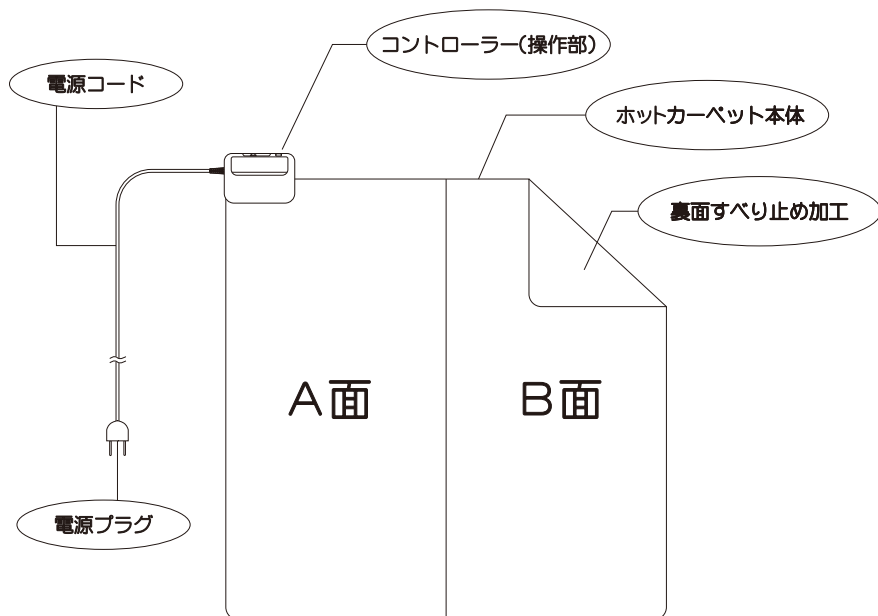 コントローラー(操作部)
電源コード
ホットカーペット本体
裏面すべり止め加工
A面
B面
電源プラグ